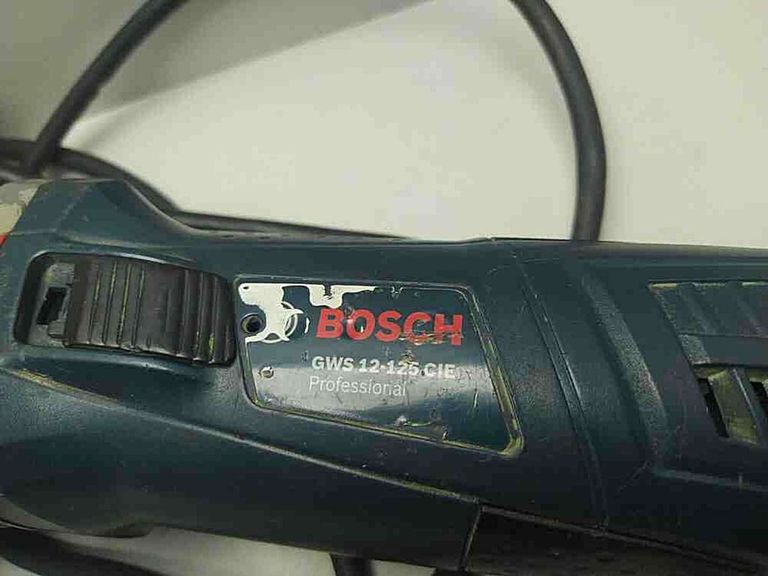 BOSCH
GWS 12-125 CIE
Professional